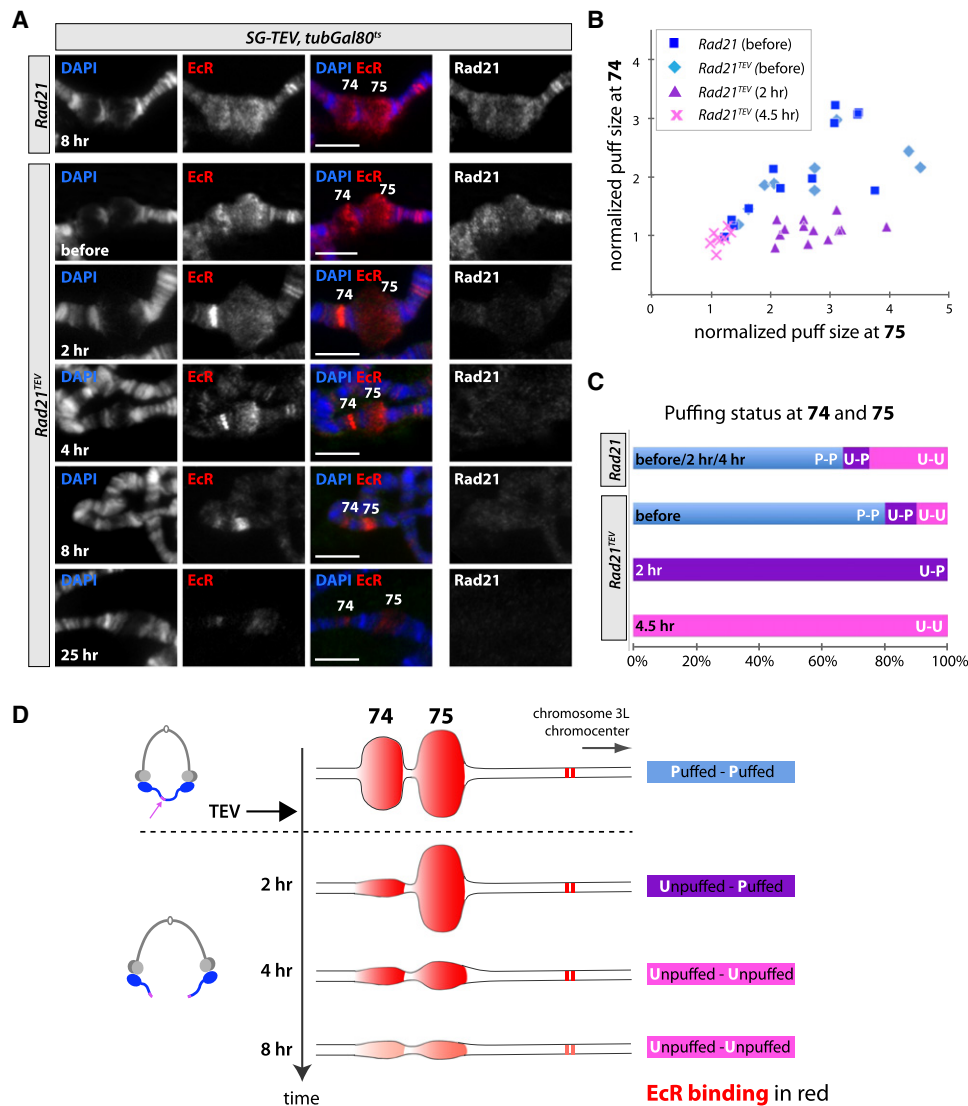 A
SG-TEV, tubGal80ts
Rad21
DAPI
EcR
DAPI EcR
Rad21
74 75
8 hr
Rad21TEV
DAPI
EcR
DAPI EcR
Rad21
74 75
before
DAPI
EcR
DAPI EcR
Rad21
74 75
2 hr
DAPI
EcR
DAPI EcR
Rad21
74 75
4 hr
DAPI
EcR
DAPI EcR
Rad21
74 75
8 hr
DAPI
EcR
DAPI EcR
Rad21
74 75
25 hr
B
normalized puff size at 74
4
3
2
1
Rad21 (before)
Rad21TEV (before)
Rad21TEV (2 hr)
Rad21TEV (4.5 hr)
0 1 2 3 4 5
normalized puff size at 75
C
Puffing status at 74 and 75
Rad21
before/2 hr/4 hr P-P U-P U-U
Rad21TEV
before P-P U-P U-U
2 hr U-P
4.5 hr U-U
0% 20% 40% 60% 80% 100%
D
74 75
chromosome 3L
chromocenter
Puffed - Puffed
TEV
2 hr
Unpuffed - Puffed
4 hr
Unpuffed - Unpuffed
8 hr
Unpuffed -Unpuffed
time
EcR binding in red